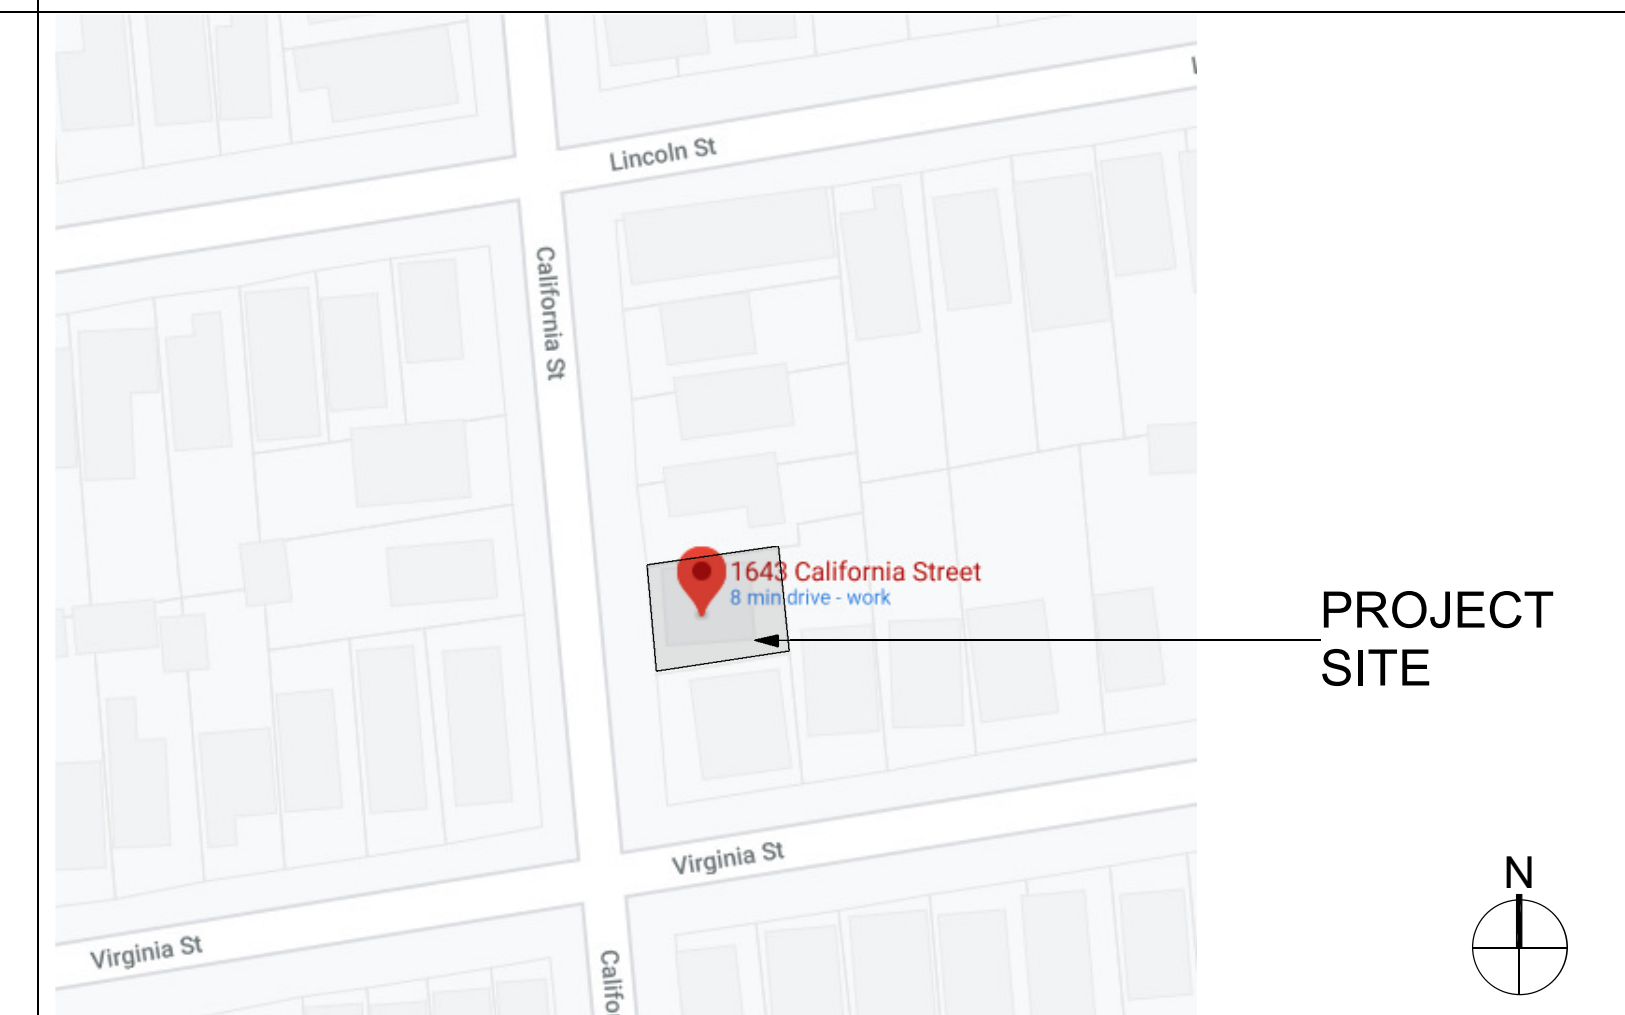 Lincoln St
California St
1643 California Street
8 min drive - work
PROJECT
SITE
Virginia St
N
Virginia St